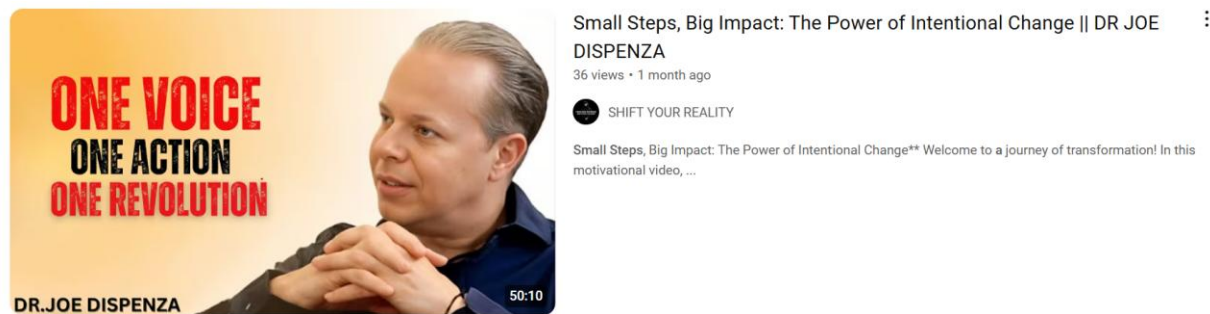 ONE VOICE
ONE ACTION
ONE REVOLUTION
DR.JOE DISPENZA
50:10
Small Steps, Big Impact: The Power of Intentional Change || DR JOE
DISPENZA
36 views • 1 month ago
SHIFT YOUR REALITY
Small Steps, Big Impact: The Power of Intentional Change** Welcome to a journey of transformation! In this
motivational video, ...